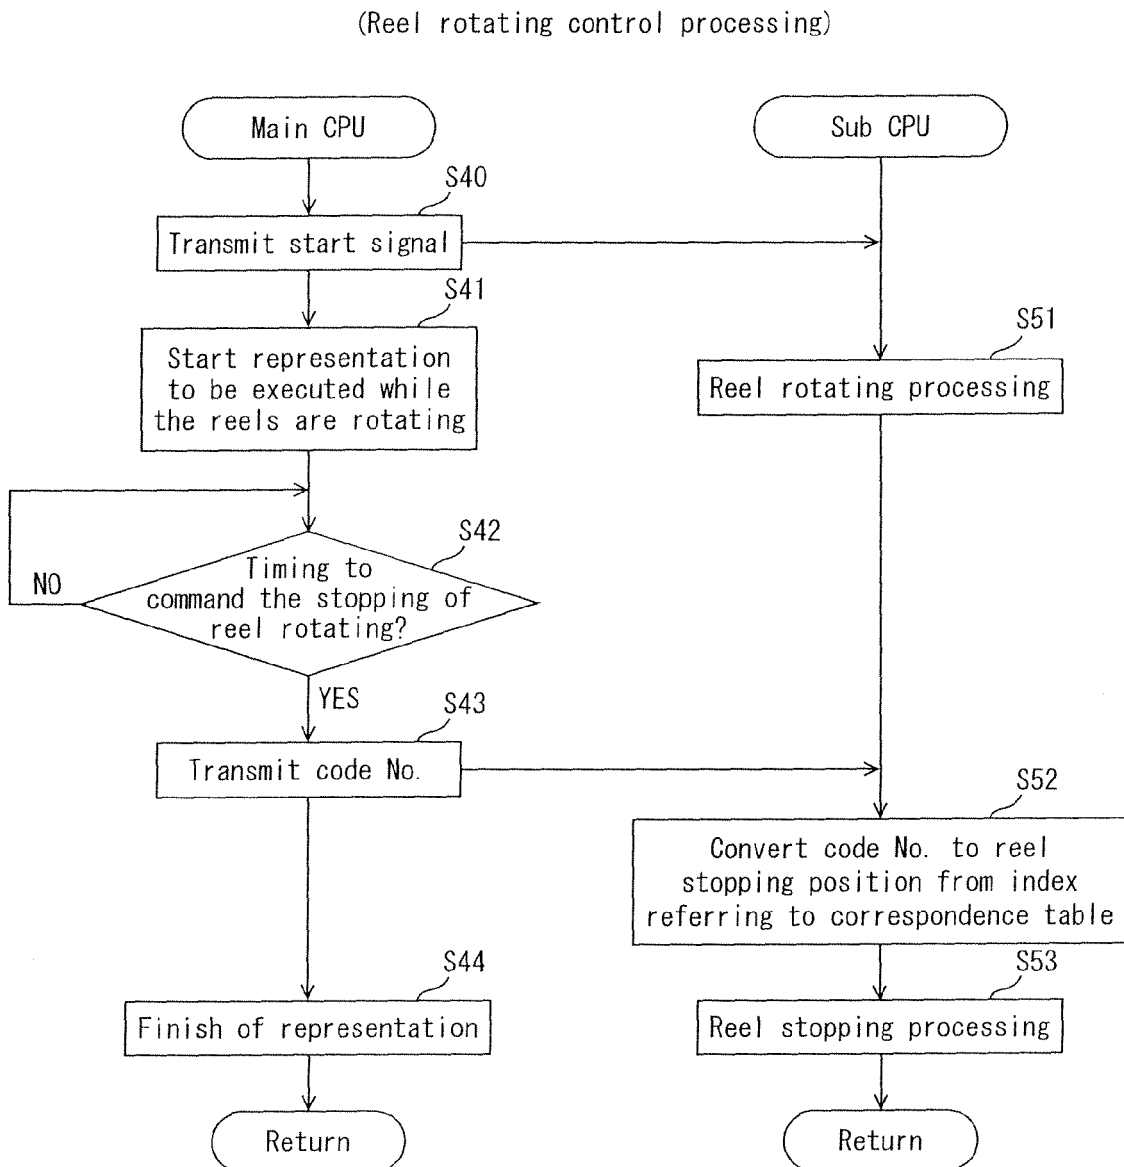 (Reel rotating control processing)
Main CPU
Sub CPU
S40
Transmit start signal
S41
Start representation
to be executed while
the reels are rotating
S51
Reel rotating processing
S42
Timing to
command the stopping of
reel rotating?
NO
YES
S43
Transmit code No.
S52
Convert code No. to reel
stopping position from index
referring to correspondence table
S44
Finish of representation
S53
Reel stopping processing
Return
Return